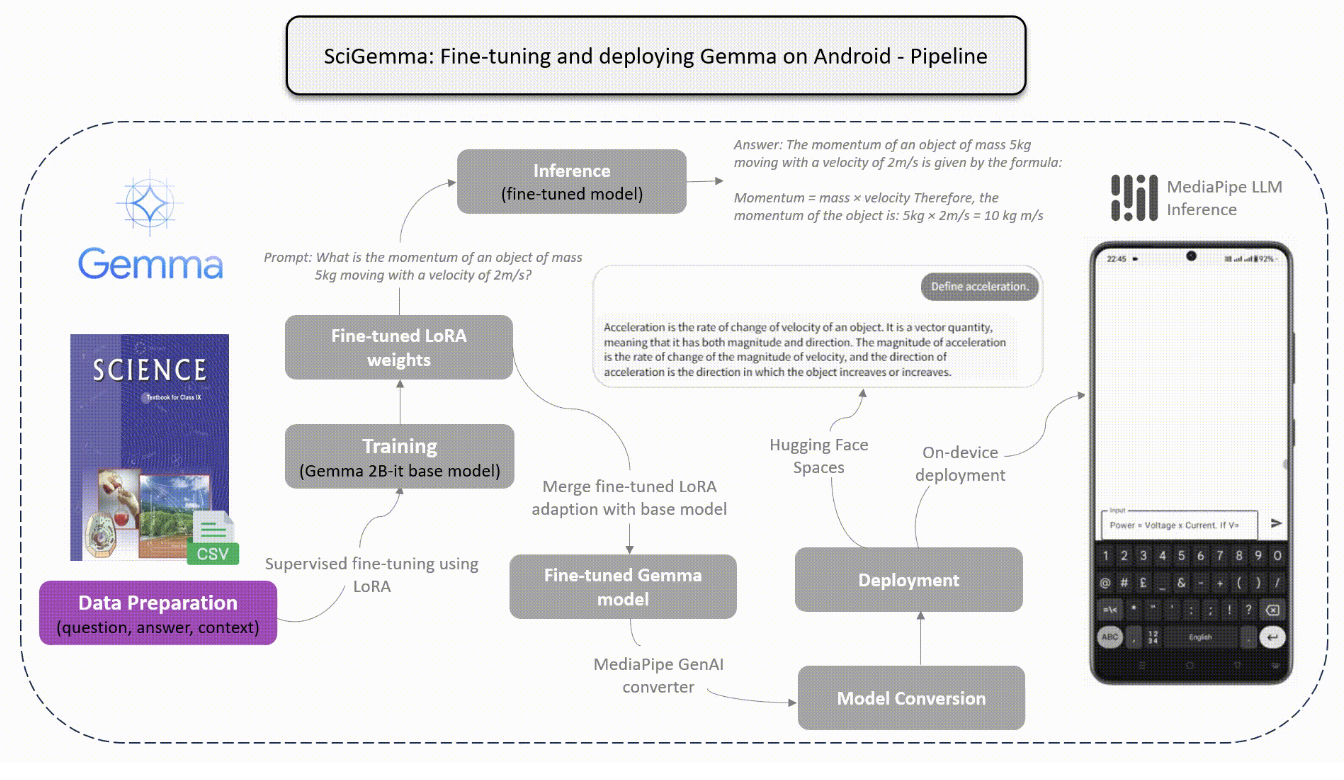 SciGemma: Fine-tuning and deploying Gemma on Android - Pipeline
Gemma
SCIENCE
Textbook for Class IX
CSV
Data Preparation
(question, answer, context)
Supervised fine-tuning using
LoRA
Training
(Gemma 2B-it base model)
Fine-tuned LoRA
weights
Prompt: What is the momentum of an object of mass
5kg moving with a velocity of 2m/s?
Inference
(fine-tuned model)
Answer: The momentum of an object of mass 5kg
moving with a velocity of 2m/s is given by the formula:
Momentum = mass × velocity Therefore, the
momentum of the object is: 5kg × 2m/s = 10 kg m/s
Merge fine-tuned LoRA
adaption with base model
Fine-tuned Gemma
model
MediaPipe GenAI
converter
Model Conversion
Deployment
Hugging Face
Spaces
Define acceleration.
Acceleration is the rate of change of velocity of an object. It is a vector quantity,
meaning that it has both magnitude and direction. The magnitude of acceleration
is the rate of change of the magnitude of velocity, and the direction of
acceleration is the direction in which the object increaves or increaves.
On-device
deployment
MediaPipe LLM
Inference
22:45 92%
Input
Power = Voltage x Current. If V=
1 2 3 4 5 6 7 8 9 0
@ # £ _ & - + ( ) /
=\< * " ' : ; ! ?
ABC , 12 34 English .